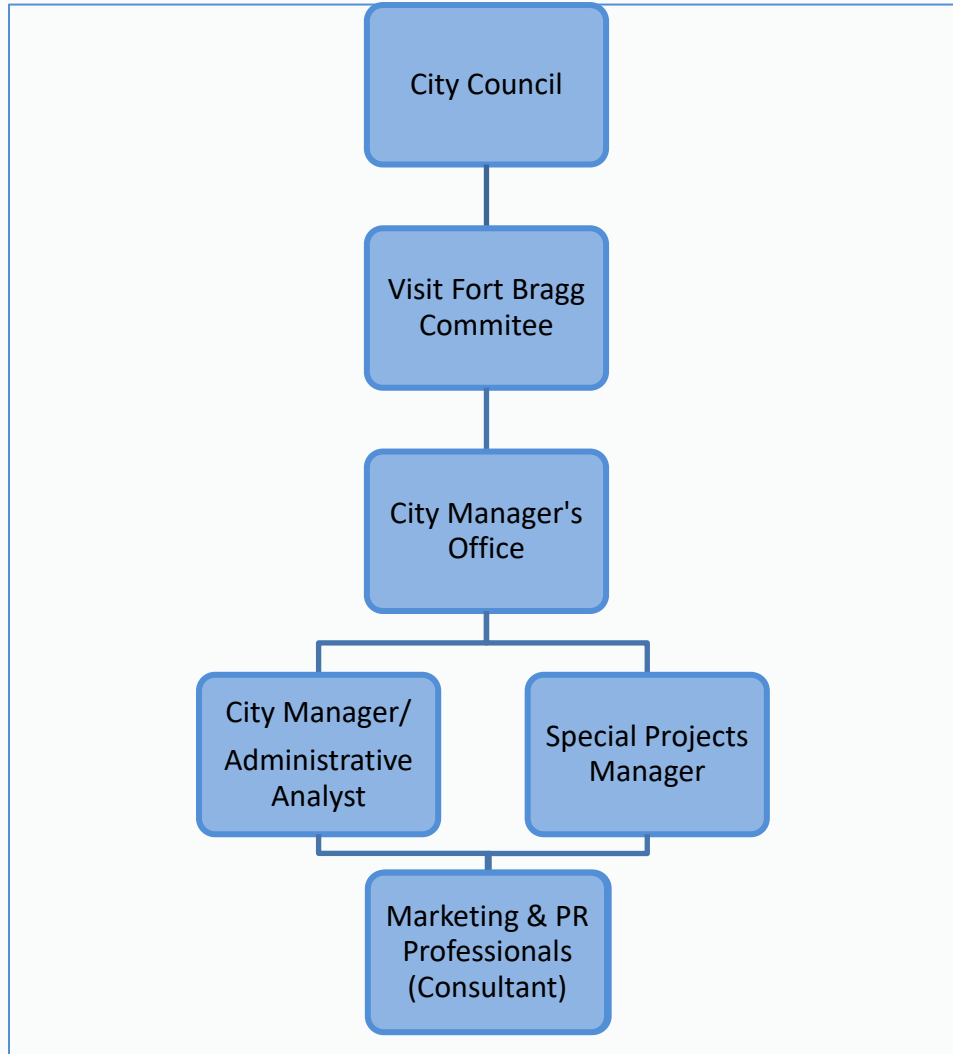 City Council
Visit Fort Bragg
Commitee
City Manager's
Office
City Manager/
Administrative
Analyst
Special Projects
Manager
Marketing & PR
Professionals
(Consultant)